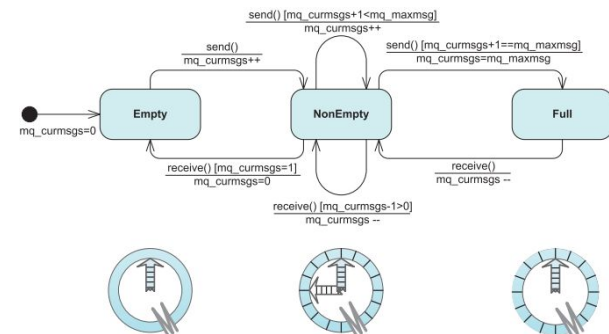 send() [mq_curmsgs+1<mq_maxmsg]
mq_curmsgs++
send()
mq_curmsgs++
send() [mq_curmsgs+1==mq_maxmsg]
mq_curmsgs=mq_maxmsg
Empty
NonEmpty
Full
mq_curmsgs=0
receive() [mq_curmsgs=1]
mq_curmsgs=0
receive()
mq_curmsgs --
receive() [mq_curmsgs-1>0]
mq_curmsgs --